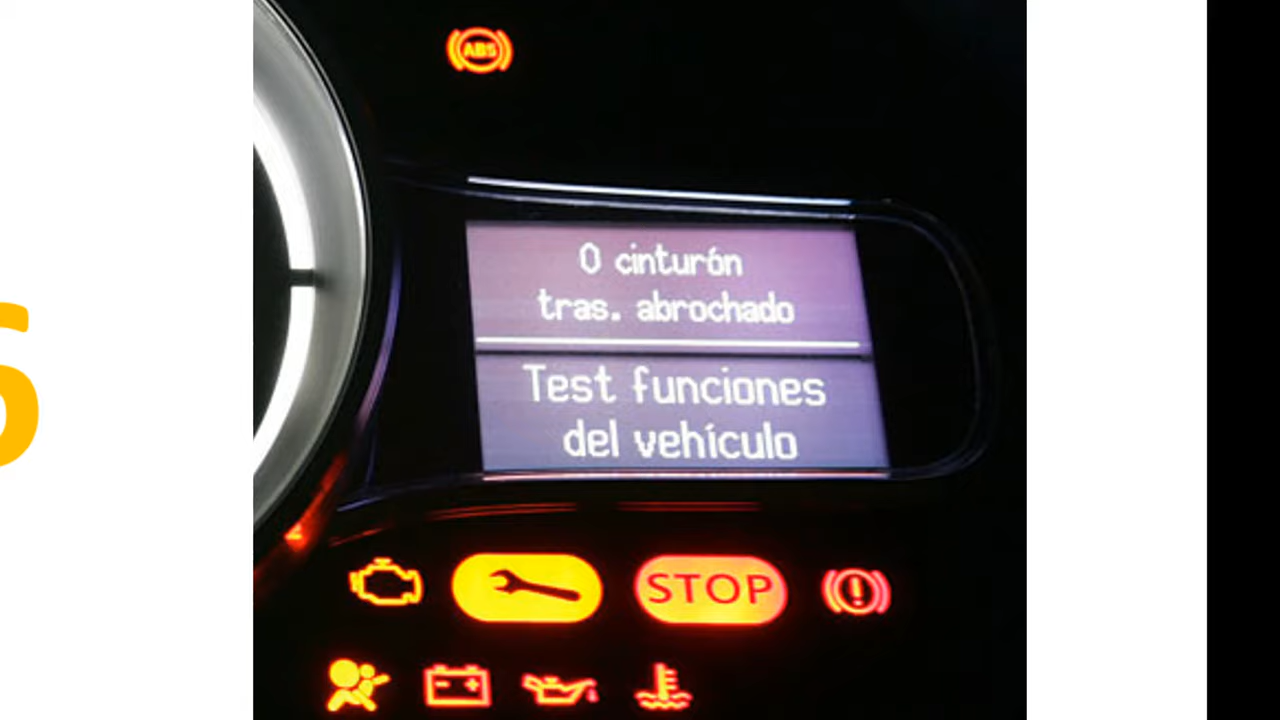 ABS
0 cinturón
tras. abrochado
Test funciones
del vehículo
STOP